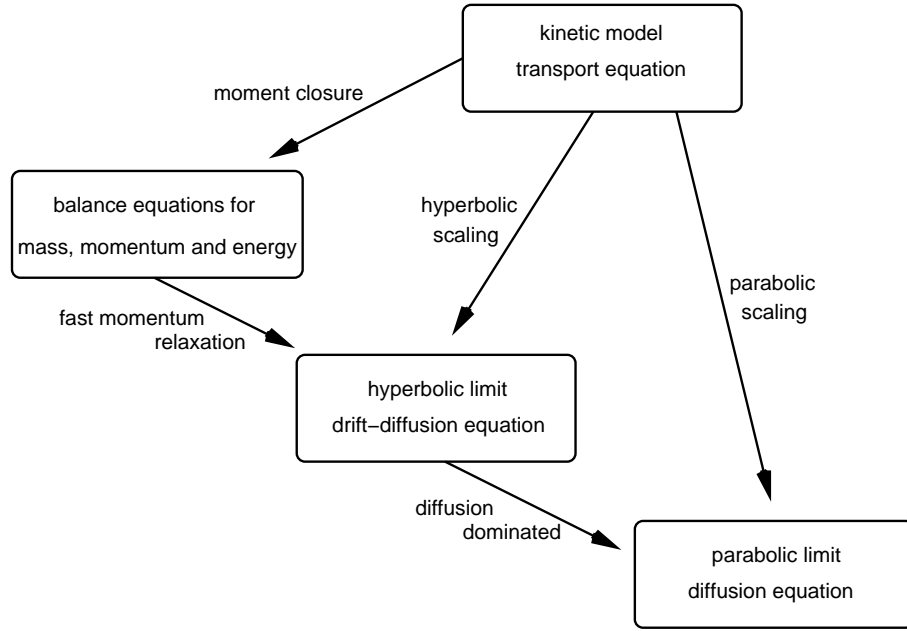 kinetic model
transport equation
moment closure
balance equations for
mass, momentum and energy
hyperbolic
scaling
parabolic
scaling
fast momentum
relaxation
hyperbolic limit
drift−diffusion equation
diffusion
dominated
parabolic limit
diffusion equation